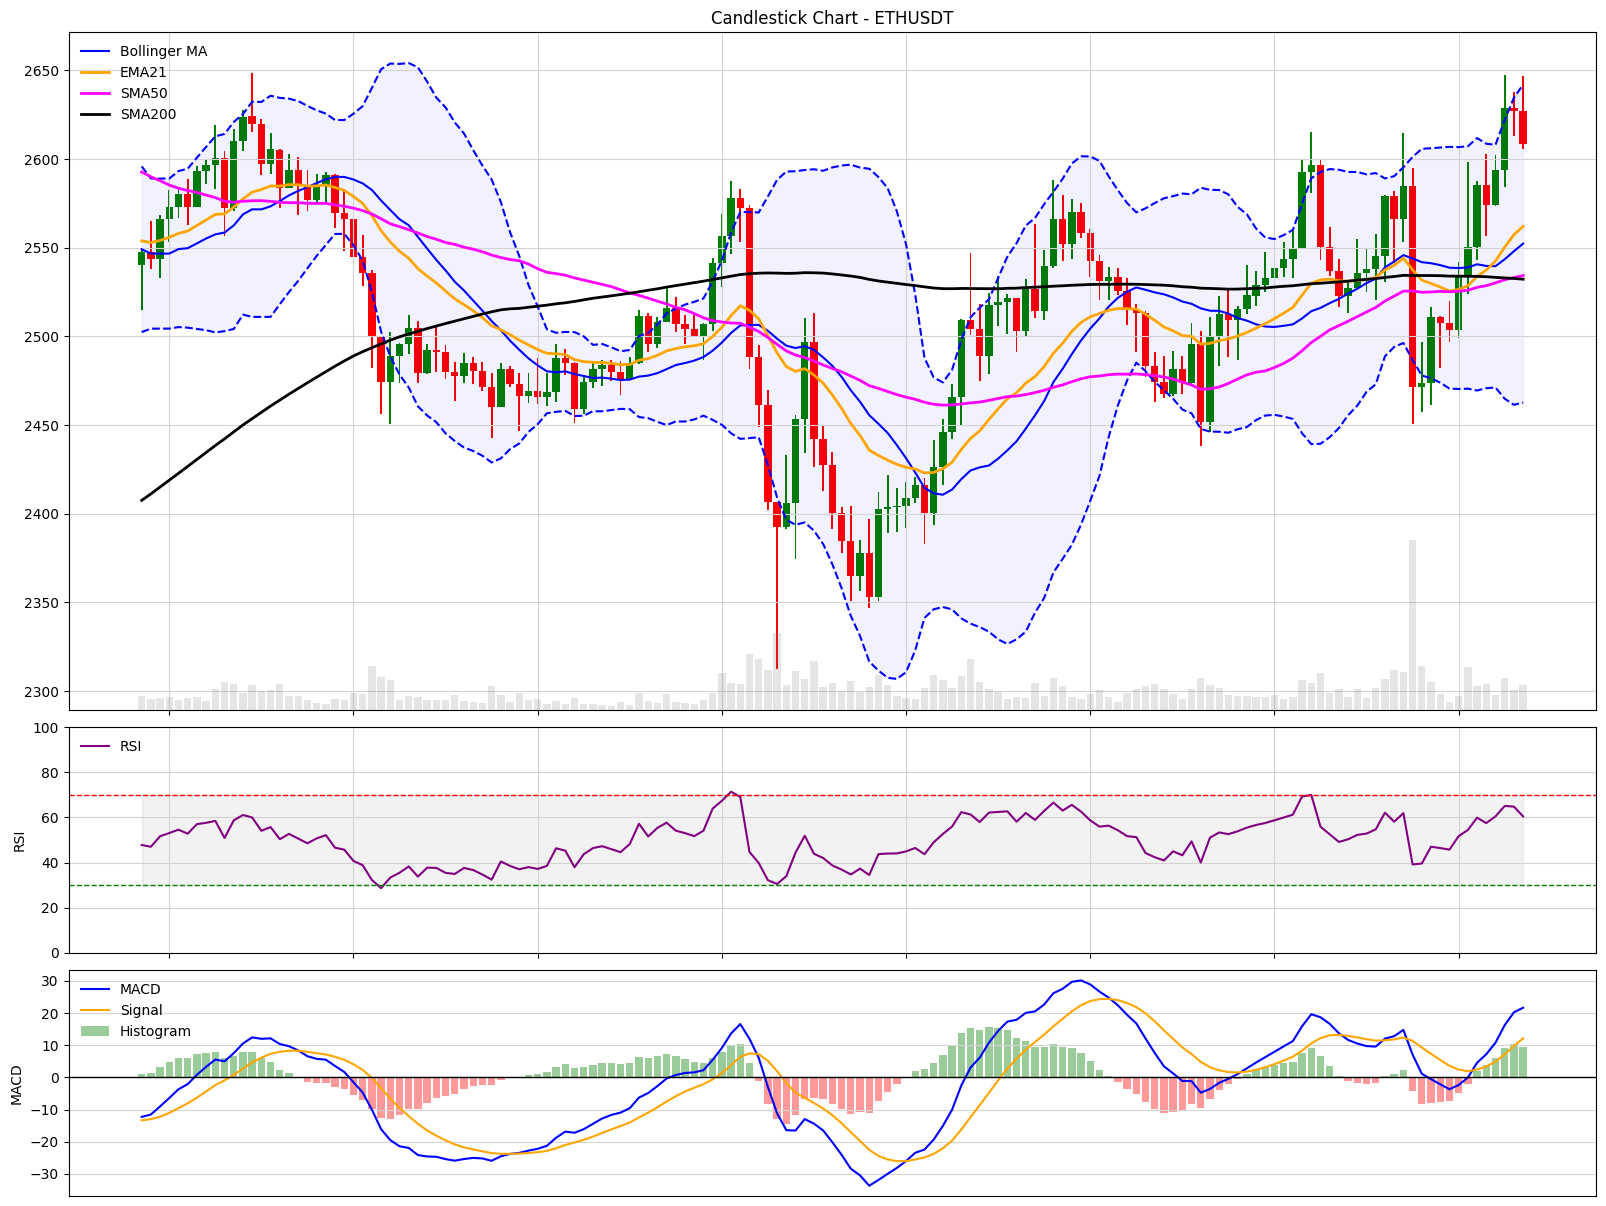 Candlestick Chart - ETHUSDT
Bollinger MA
EMA21
SMA50
SMA200
2650
2600
2550
2500
2450
2400
2350
2300
RSI
100
80
60
40
20
0
RSI
MACD
Signal
Histogram
30
20
10
0
−10
−20
−30
MACD